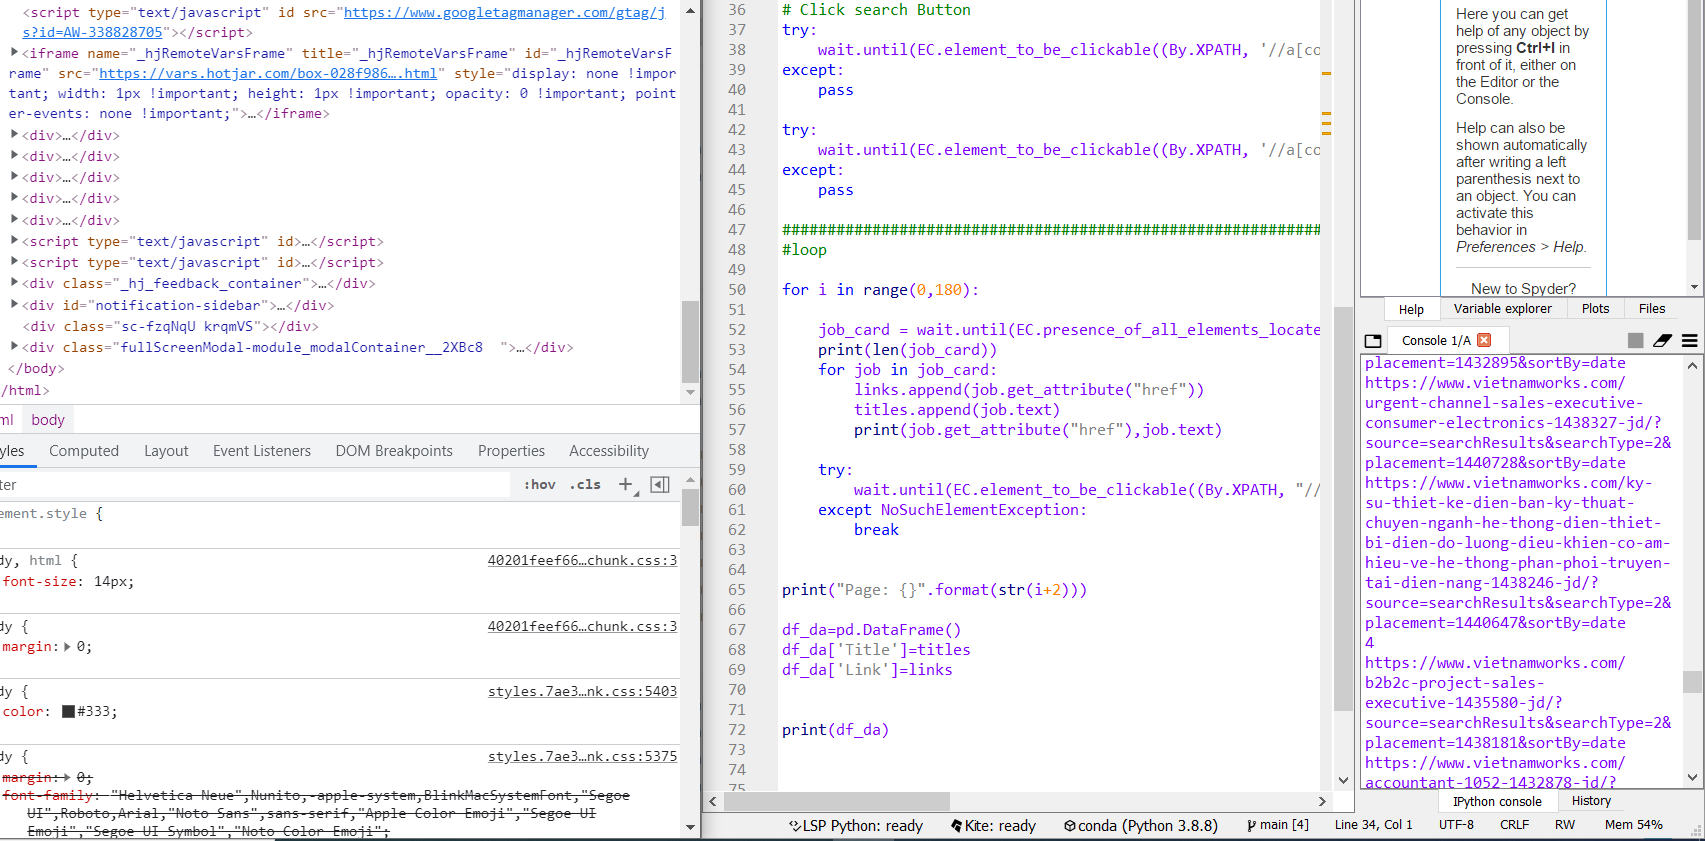 <script type="text/javascript" id src="https://www.googletagmanager.com/gtag/j
s?id=AW-338828705"></script>
<iframe name="_hjRemoteVarsFrame" title="_hjRemoteVarsFrame" id="_hjRemoteVarsF
rame" src="https://vars.hotjar.com/box-028f986….html" style="display: none !impor
tant; width: 1px !important; height: 1px !important; opacity: 0 !important; point
er-events: none !important;">…</iframe>
<div>…</div>
<div>…</div>
<div>…</div>
<div>…</div>
<div>…</div>
<script type="text/javascript" id>…</script>
<script type="text/javascript" id>…</script>
<div class="_hj_feedback_container">…</div>
<div id="notification-sidebar">…</div>
<div class="sc-fzqNqU krqmVS"></div>
<div class="fullScreenModal-module_modalContainer__2XBc8  ">…</div>
</body>
/html>
ml body
yles Computed Layout Event Listeners DOM Breakpoints Properties Accessibility
ter :hov .cls +
ement.style {
dy, html { 40201feef66…chunk.css:3
font-size: 14px;
dy { 40201feef66…chunk.css:3
margin: 0;
dy { styles.7ae3…nk.css:5403
color: #333;
dy { styles.7ae3…nk.css:5375
margin: 0;
font-family: "Helvetica Neue",Nunito,-apple-system,BlinkMacSystemFont,"Segoe
UI",Roboto,Arial,"Noto Sans",sans-serif,"Apple Color Emoji","Segoe UI
Emoji","Segoe UI Symbol","Noto Color Emoji";
36 # Click search Button
37 try:
38     wait.until(EC.element_to_be_clickable((By.XPATH, '//a[co
39 except:
40     pass
41
42 try:
43     wait.until(EC.element_to_be_clickable((By.XPATH, '//a[co
44 except:
45     pass
46
47 ############################################################
48 #loop
49
50 for i in range(0,180):
51
52     job_card = wait.until(EC.presence_of_all_elements_locate
53     print(len(job_card))
54     for job in job_card:
55         links.append(job.get_attribute("href"))
56         titles.append(job.text)
57         print(job.get_attribute("href"),job.text)
58
59     try:
60         wait.until(EC.element_to_be_clickable((By.XPATH, "//
61     except NoSuchElementException:
62         break
63
64
65 print("Page: {}".format(str(i+2)))
66
67 df_da=pd.DataFrame()
68 df_da['Title']=titles
69 df_da['Link']=links
70
71
72 print(df_da)
73
74
75
Here you can get
help of any object by
pressing Ctrl+I in
front of it, either on
the Editor or the
Console.
Help can also be
shown automatically
after writing a left
parenthesis next to
an object. You can
activate this
behavior in
Preferences > Help.
New to Spyder?
Help Variable explorer Plots Files
Console 1/A
placement=1432895&sortBy=date
https://www.vietnamworks.com/
urgent-channel-sales-executive-
consumer-electronics-1438327-jd/?
source=searchResults&searchType=2&
placement=1440728&sortBy=date
https://www.vietnamworks.com/ky-
su-thiet-ke-dien-ban-ky-thuat-
chuyen-nganh-he-thong-dien-thiet-
bi-dien-do-luong-dieu-khien-co-am-
hieu-ve-he-thong-phan-phoi-truyen-
tai-dien-nang-1438246-jd/?
source=searchResults&searchType=2&
placement=1440647&sortBy=date
4
https://www.vietnamworks.com/
b2b2c-project-sales-
executive-1435580-jd/?
source=searchResults&searchType=2&
placement=1438181&sortBy=date
https://www.vietnamworks.com/
accountant-1052-1432878-jd/?
IPython console History
LSP Python: ready Kite: ready conda (Python 3.8.8) main [4] Line 34, Col 1 UTF-8 CRLF RW Mem 54%